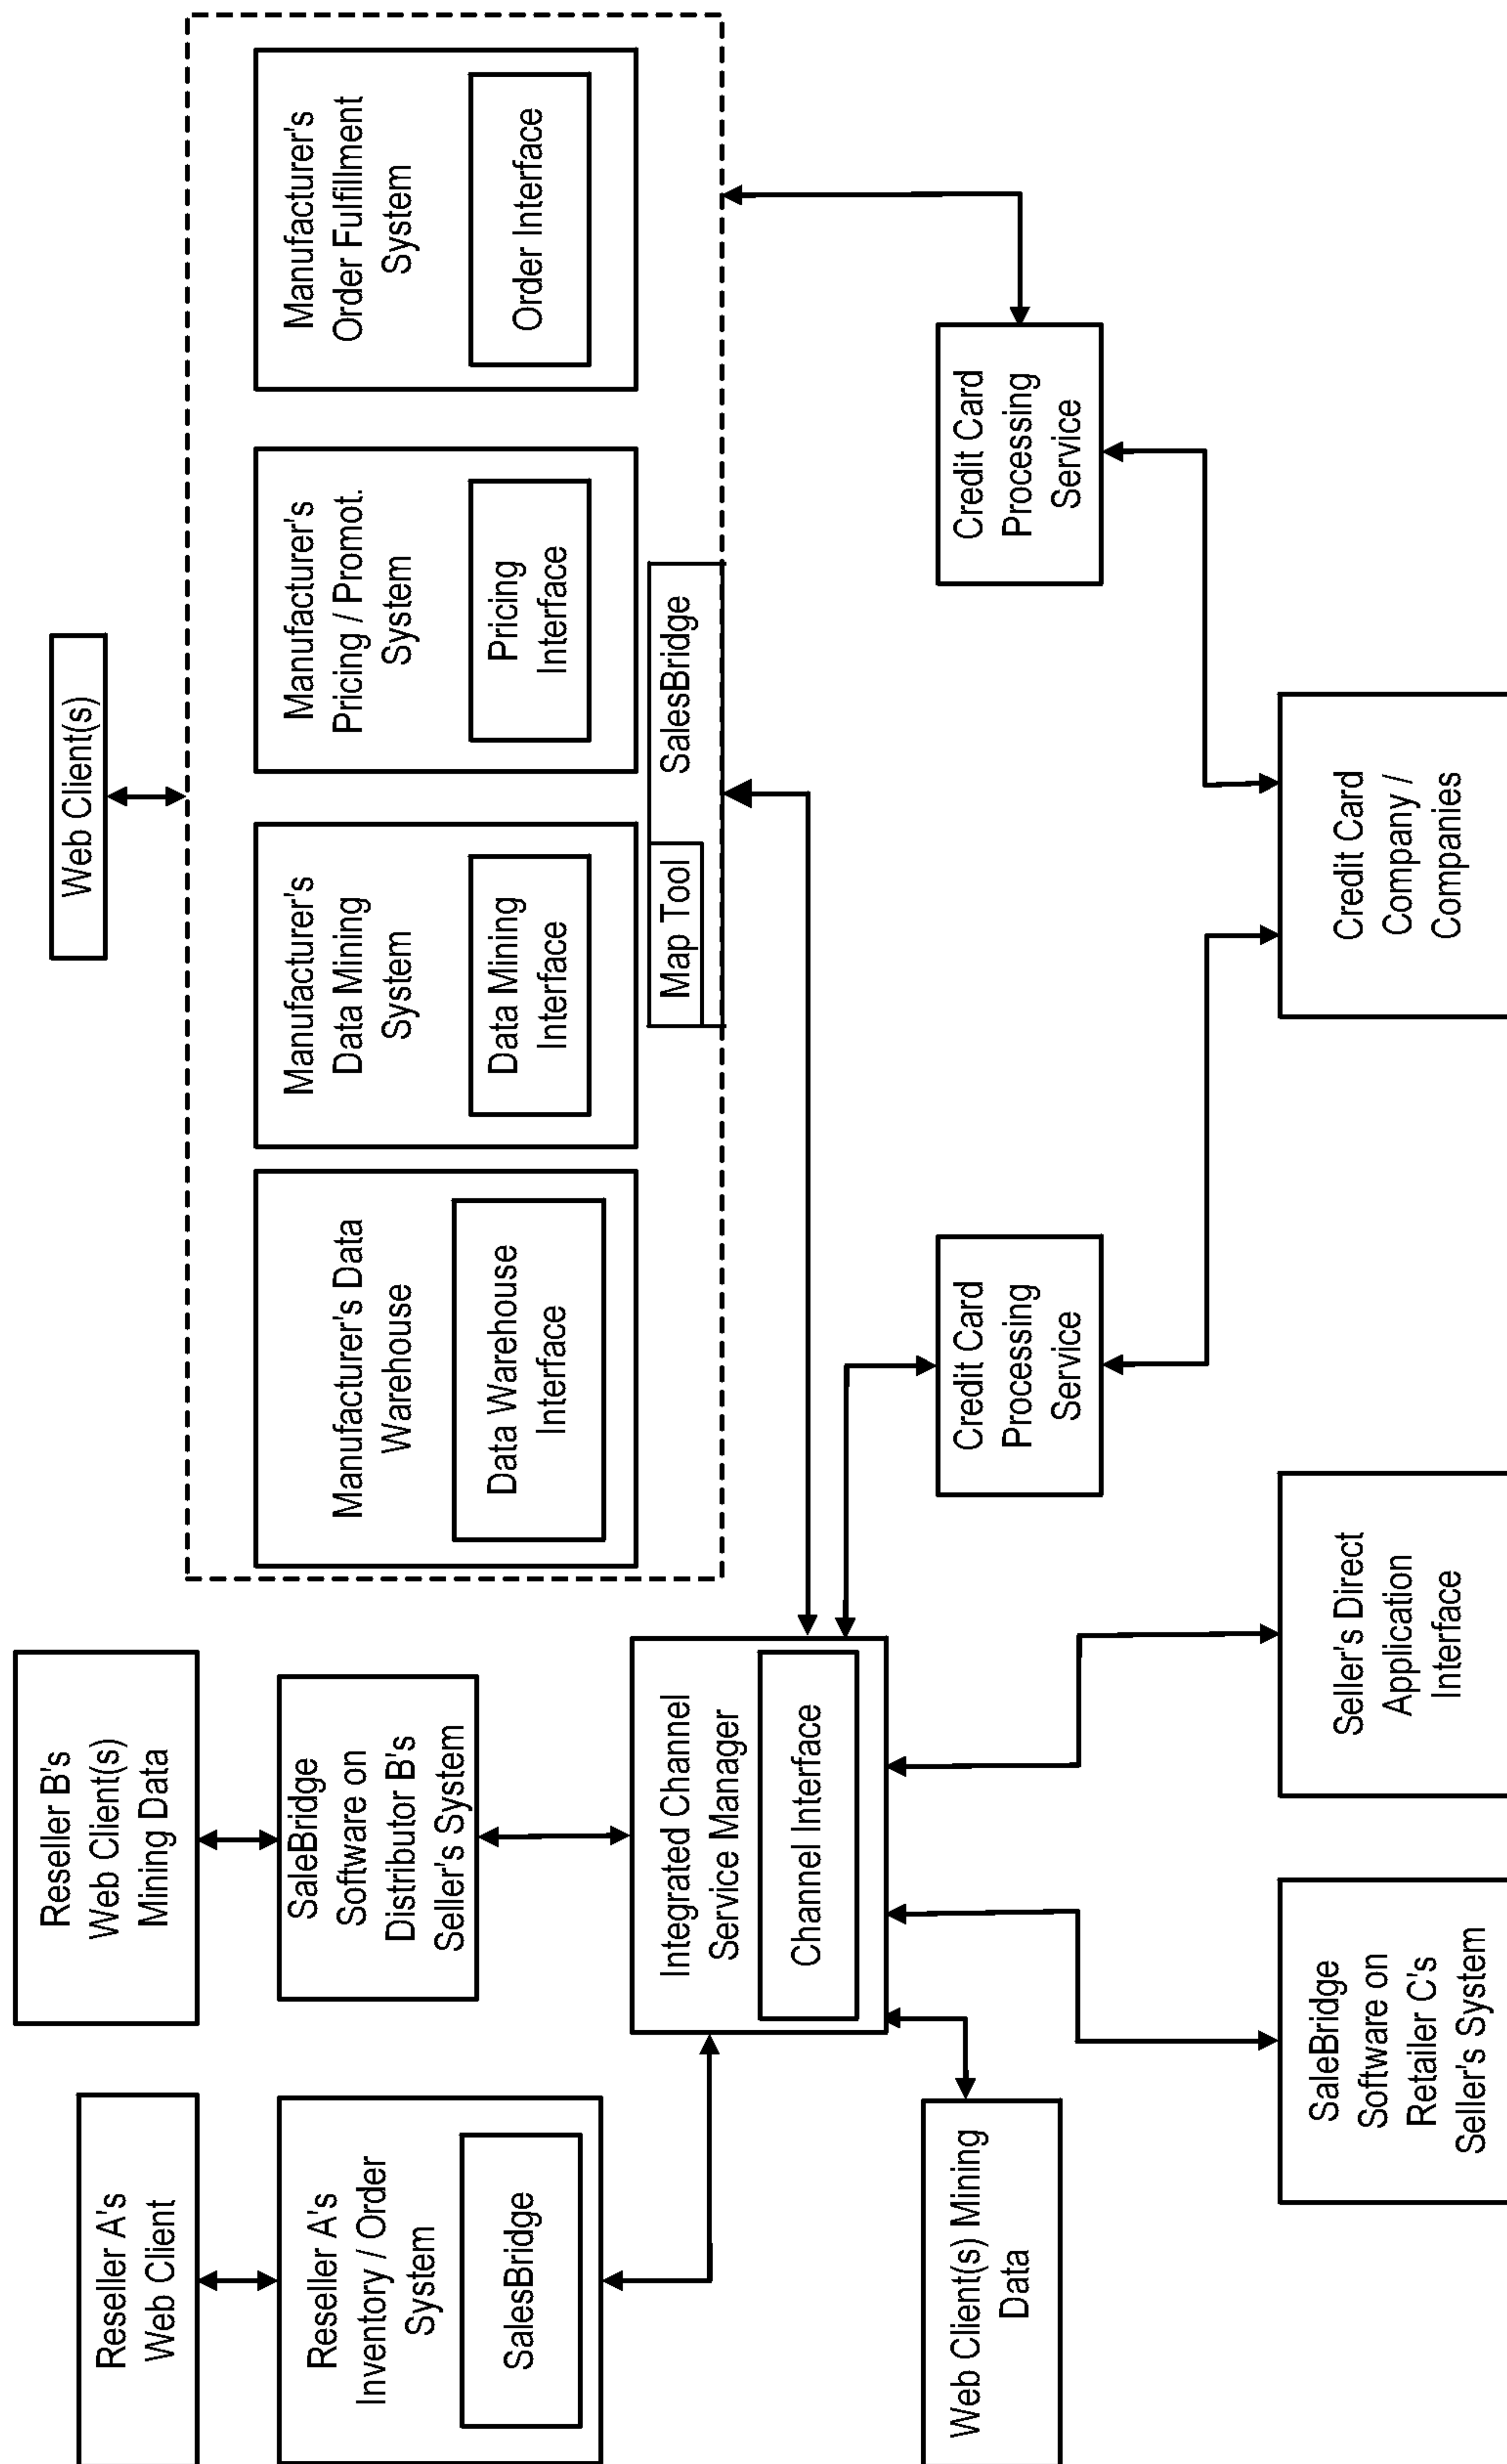 Reseller A's
Web Client
Reseller B's
Web Client(s)
Mining Data
Web Client(s)
Reseller A's
Inventory / Order
System
SalesBridge
SaleBridge
Software on
Distributor B's
Seller's System
Manufacturer's Data
Warehouse
Data Warehouse
Interface
Manufacturer's
Data Mining
System
Data Mining
Interface
Manufacturer's
Pricing / Promot.
System
Pricing
Interface
Manufacturer's
Order Fulfillment
System
Order Interface
Map Tool
SalesBridge
Integrated Channel
Service Manager
Channel Interface
Web Client(s) Mining
Data
Credit Card
Processing
Service
Credit Card
Processing
Service
SaleBridge
Software on
Retailer C's
Seller's System
Seller's Direct
Application
Interface
Credit Card
Company /
Companies